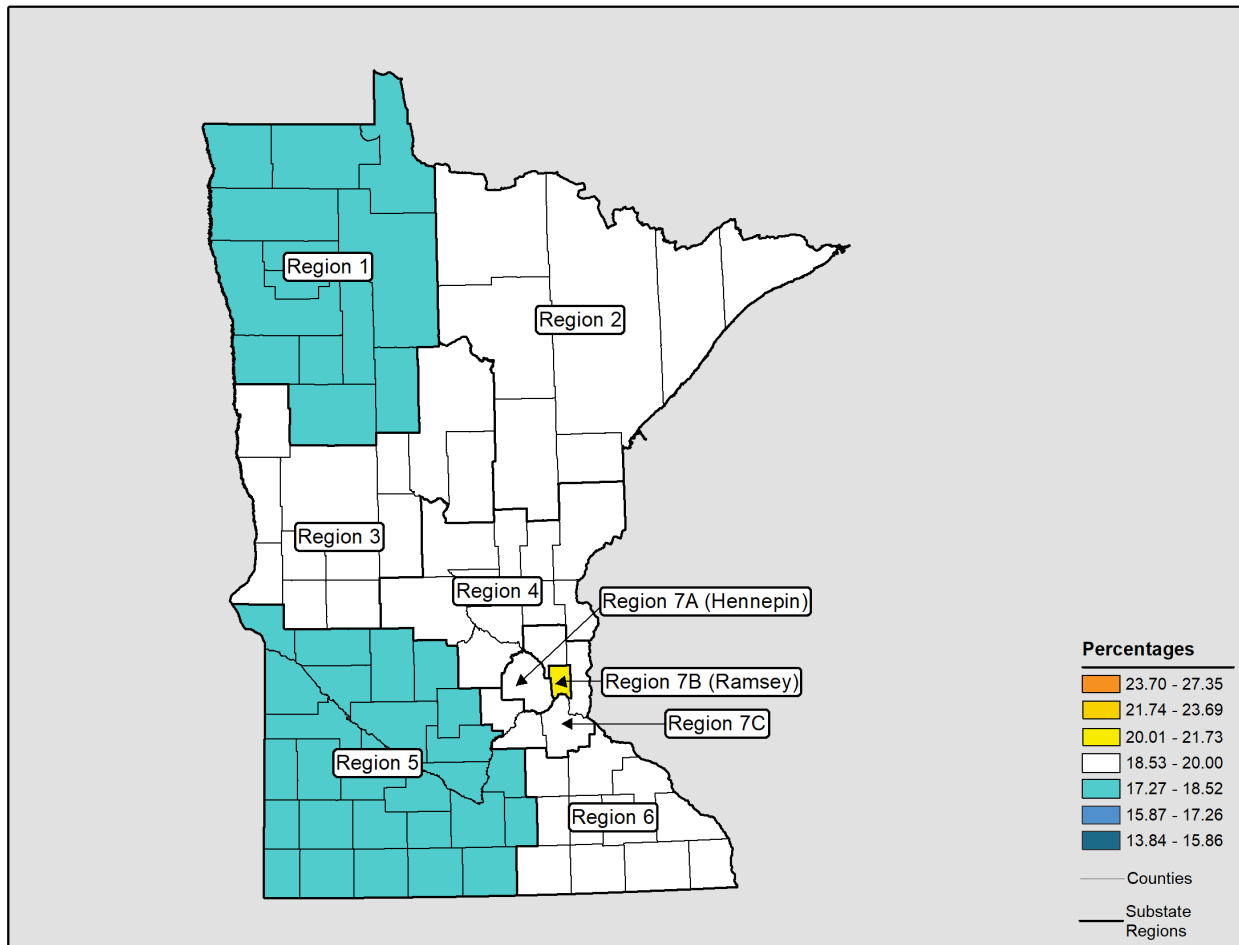 Region 1
Region 2
Region 3
Region 4
Region 7A (Hennepin)
Region 7B (Ramsey)
Region 7C
Region 5
Region 6
Percentages
23.70 - 27.35
21.74 - 23.69
20.01 - 21.73
18.53 - 20.00
17.27 - 18.52
15.87 - 17.26
13.84 - 15.86
Counties
Substate
Regions